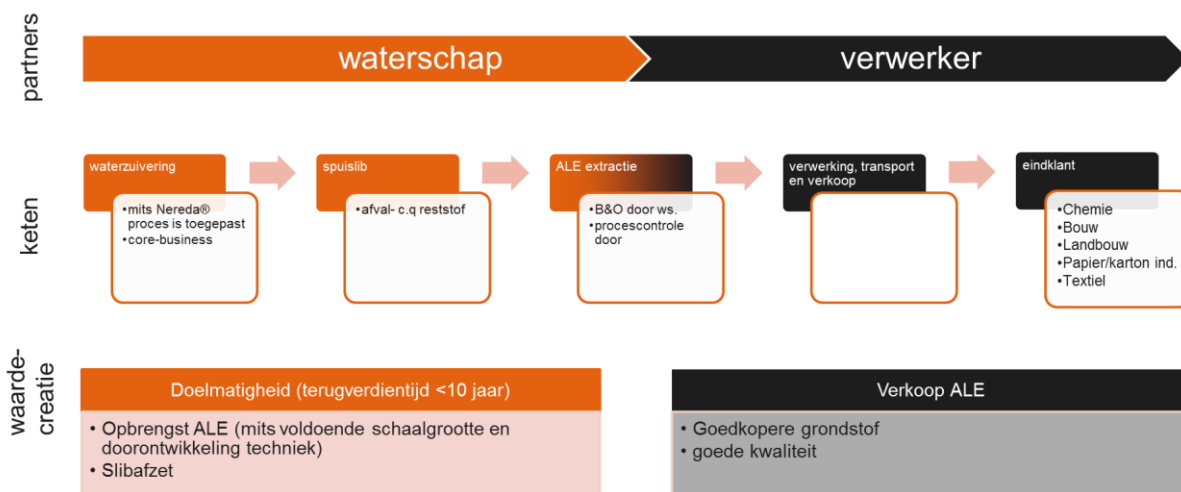 partners
waterschap
verwerker
keten
waterzuivering
•mits Nereda®
proces is toegepast
•core-business
spuislib
•afval- c.q reststof
ALE extractie
•B&O door ws.
•procescontrole
door
verwerking, transport
en verkoop
eindklant
•Chemie
•Bouw
•Landbouw
•Papier/karton ind.
•Textiel
waarde-
creatie
Doelmatigheid (terugverdientijd <10 jaar)
• Opbrengst ALE (mits voldoende schaalgrootte en
doorontwikkeling techniek)
• Slibafzet
Verkoop ALE
• Goedkopere grondstof
• goede kwaliteit